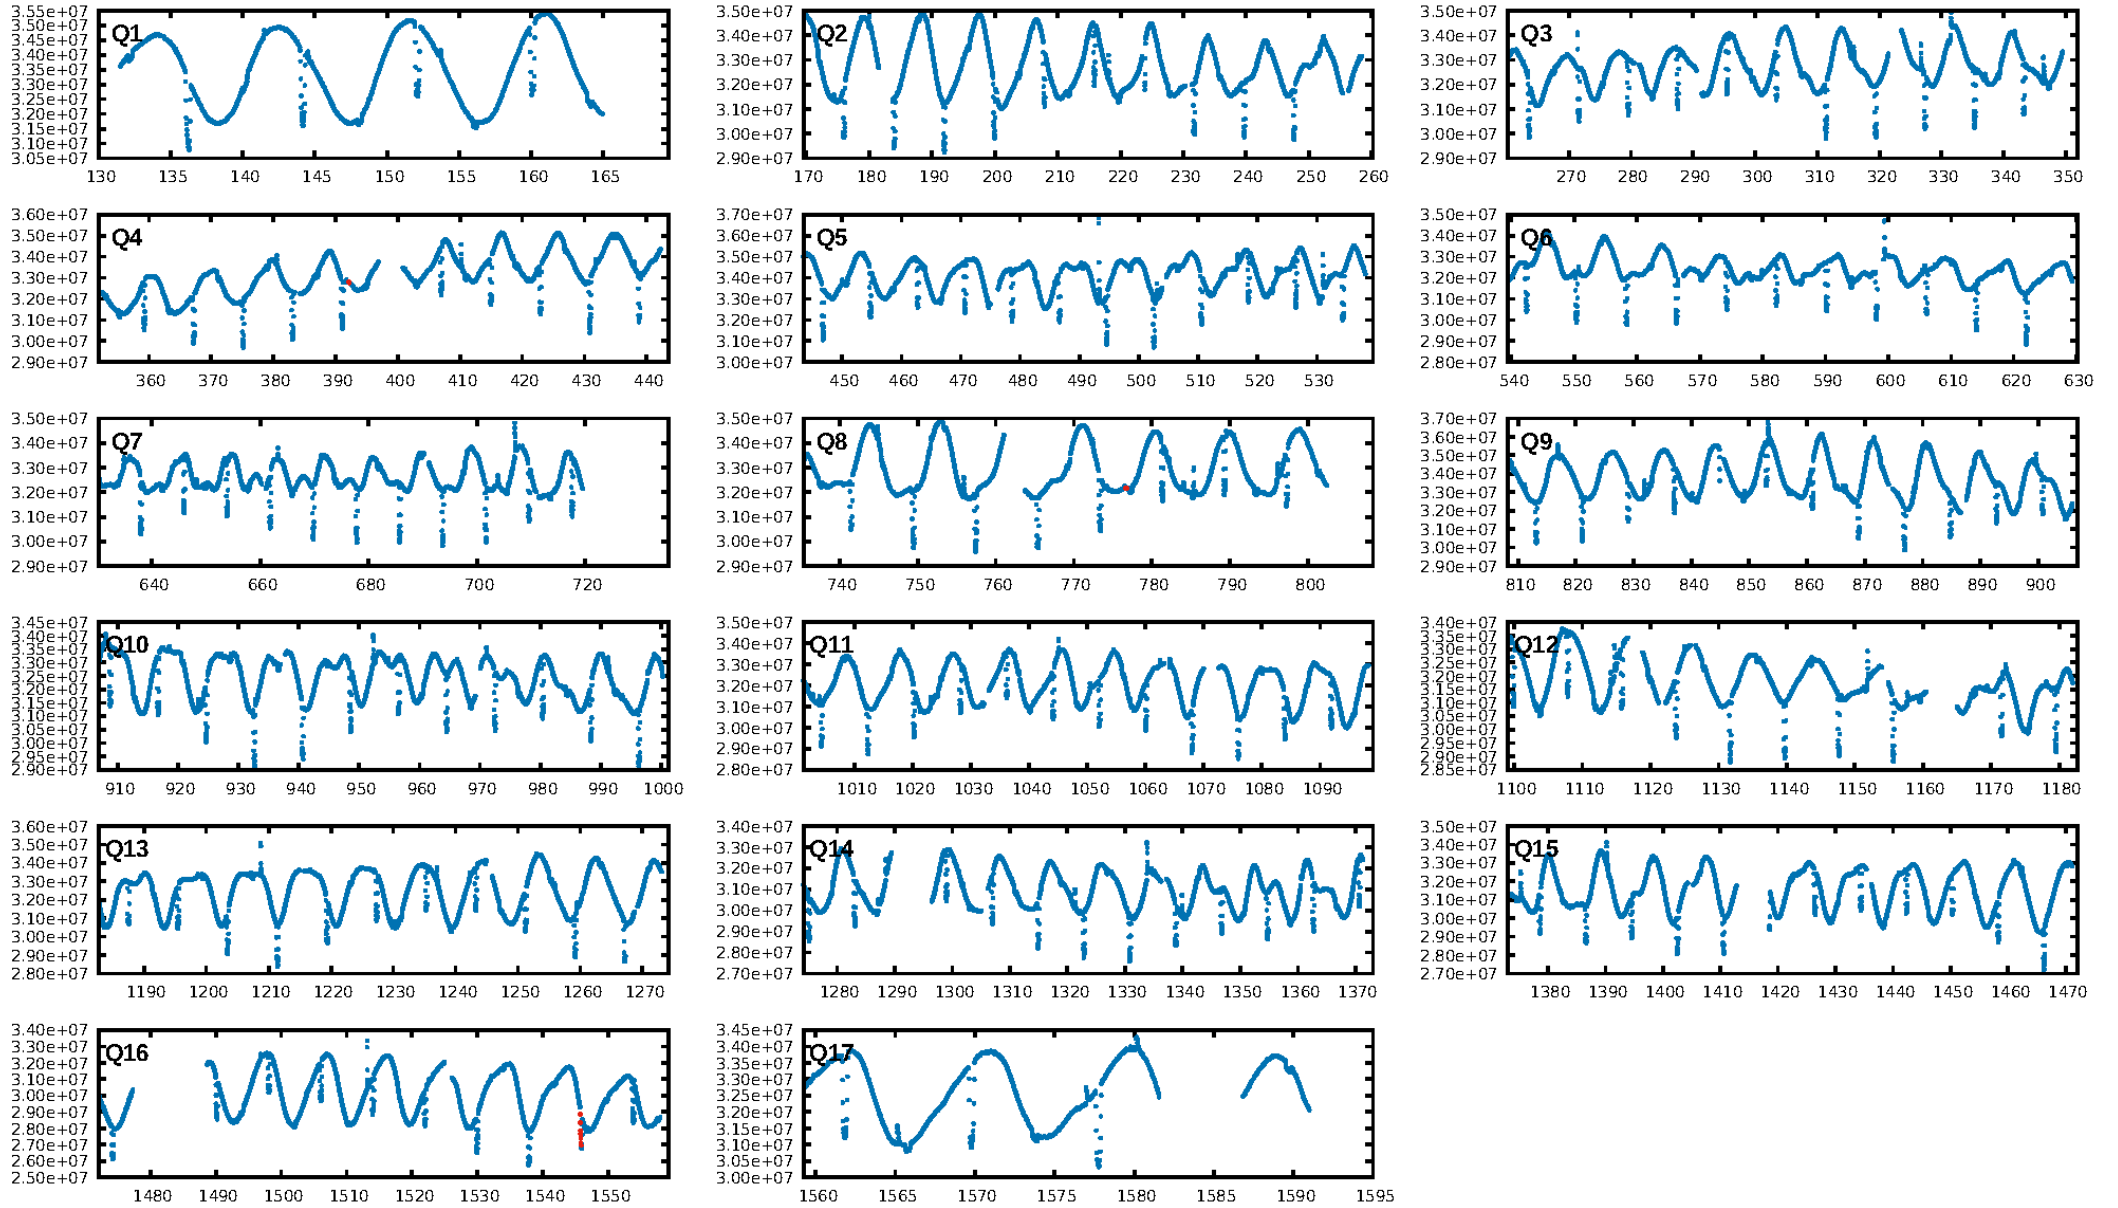 Q1
3.55e+07
3.50e+07
3.45e+07
3.40e+07
3.35e+07
3.30e+07
3.25e+07
3.20e+07
3.15e+07
3.10e+07
3.05e+07
130 135 140 145 150 155 160 165
Q2
3.50e+07
3.40e+07
3.30e+07
3.20e+07
3.10e+07
3.00e+07
2.90e+07
170 180 190 200 210 220 230 240 250 260
Q3
3.50e+07
3.40e+07
3.30e+07
3.20e+07
3.10e+07
3.00e+07
2.90e+07
270 280 290 300 310 320 330 340 350
Q4
3.60e+07
3.50e+07
3.40e+07
3.30e+07
3.20e+07
3.10e+07
3.00e+07
2.90e+07
360 370 380 390 400 410 420 430 440
Q5
3.70e+07
3.60e+07
3.50e+07
3.40e+07
3.30e+07
3.20e+07
3.10e+07
3.00e+07
450 460 470 480 490 500 510 520 530
Q6
3.50e+07
3.40e+07
3.30e+07
3.20e+07
3.10e+07
3.00e+07
2.90e+07
2.80e+07
540 550 560 570 580 590 600 610 620 630
Q7
3.50e+07
3.40e+07
3.30e+07
3.20e+07
3.10e+07
3.00e+07
2.90e+07
640 660 680 700 720
Q8
3.50e+07
3.40e+07
3.30e+07
3.20e+07
3.10e+07
3.00e+07
2.90e+07
740 750 760 770 780 790 800
Q9
3.70e+07
3.60e+07
3.50e+07
3.40e+07
3.30e+07
3.20e+07
3.10e+07
3.00e+07
2.90e+07
810 820 830 840 850 860 870 880 890 900
Q10
3.45e+07
3.40e+07
3.35e+07
3.30e+07
3.25e+07
3.20e+07
3.15e+07
3.10e+07
3.05e+07
3.00e+07
2.95e+07
2.90e+07
910 920 930 940 950 960 970 980 990 1000
Q11
3.50e+07
3.40e+07
3.30e+07
3.20e+07
3.10e+07
3.00e+07
2.90e+07
2.80e+07
1010 1020 1030 1040 1050 1060 1070 1080 1090
Q12
3.40e+07
3.35e+07
3.30e+07
3.25e+07
3.20e+07
3.15e+07
3.10e+07
3.05e+07
3.00e+07
2.95e+07
2.90e+07
2.85e+07
1100 1110 1120 1130 1140 1150 1160 1170 1180
Q13
3.60e+07
3.50e+07
3.40e+07
3.30e+07
3.20e+07
3.10e+07
3.00e+07
2.90e+07
2.80e+07
1190 1200 1210 1220 1230 1240 1250 1260 1270
Q14
3.40e+07
3.30e+07
3.20e+07
3.10e+07
3.00e+07
2.90e+07
2.80e+07
2.70e+07
1280 1290 1300 1310 1320 1330 1340 1350 1360 1370
Q15
3.50e+07
3.40e+07
3.30e+07
3.20e+07
3.10e+07
3.00e+07
2.90e+07
2.80e+07
2.70e+07
1380 1390 1400 1410 1420 1430 1440 1450 1460 1470
Q16
3.40e+07
3.30e+07
3.20e+07
3.10e+07
3.00e+07
2.90e+07
2.80e+07
2.70e+07
2.60e+07
2.50e+07
1480 1490 1500 1510 1520 1530 1540 1550
Q17
3.45e+07
3.40e+07
3.35e+07
3.30e+07
3.25e+07
3.20e+07
3.15e+07
3.10e+07
3.05e+07
3.00e+07
1560 1565 1570 1575 1580 1585 1590 1595